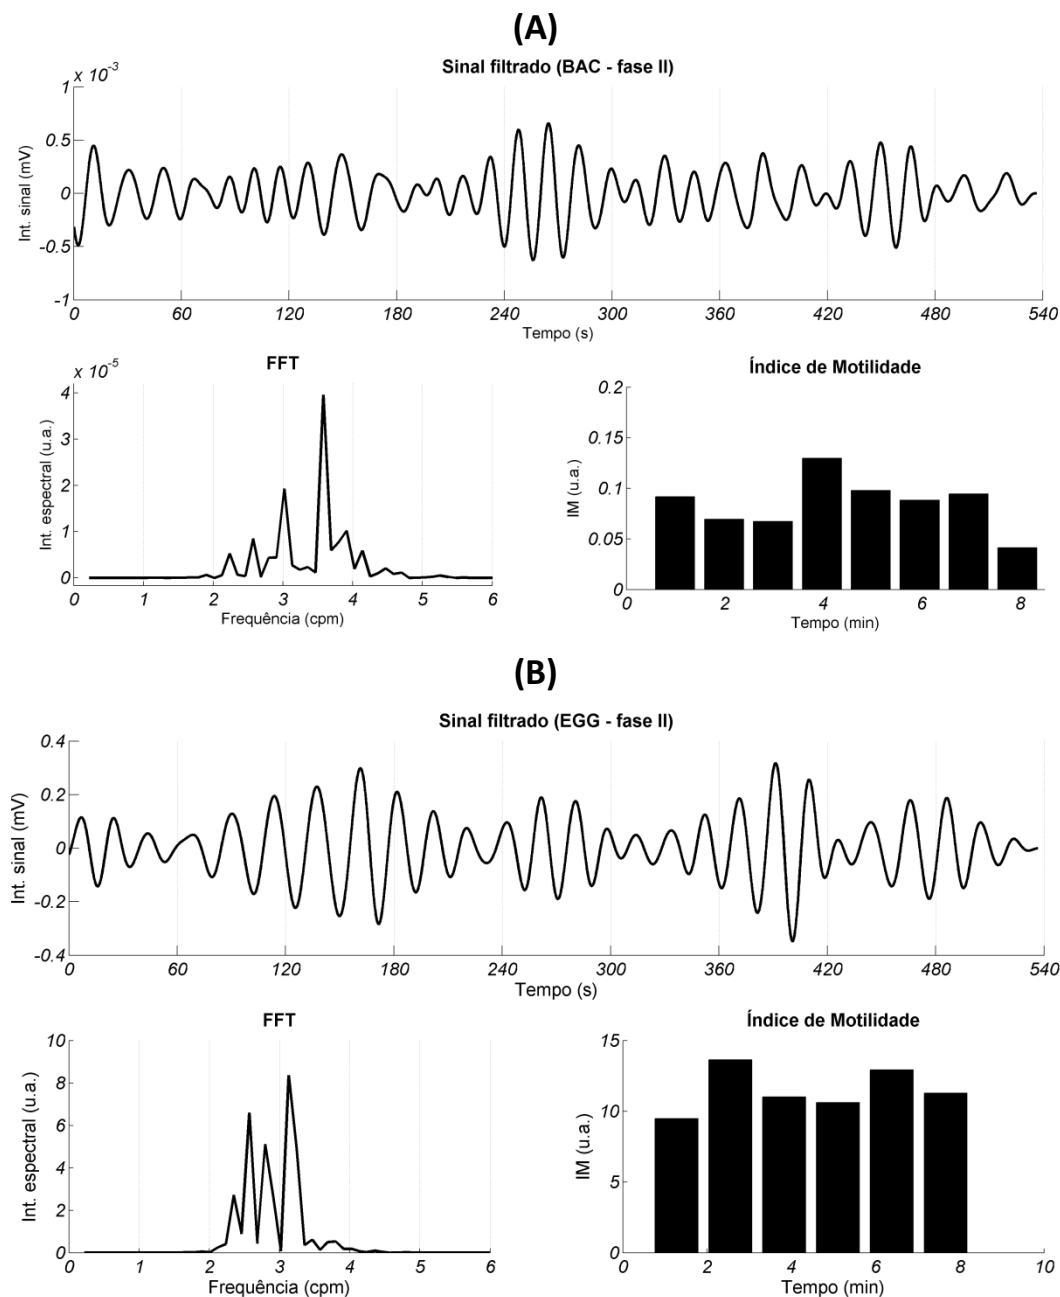 (A)
Sinal filtrado (BAC - fase II)
x 10^-3
1
0.5
0
-0.5
-1
Int. sinal (mV)
0 60 120 180 240 300 360 420 480 540
Tempo (s)
FFT
x 10^-5
4
3
2
1
0
Int. espectral (u.a.)
0 1 2 3 4 5 6
Frequência (cpm)
Índice de Motilidade
0.2
0.15
0.1
0.05
0
IM (u.a.)
0 2 4 6 8
Tempo (min)
(B)
Sinal filtrado (EGG - fase II)
0.4
0.2
0
-0.2
-0.4
Int. sinal (mV)
0 60 120 180 240 300 360 420 480 540
Tempo (s)
FFT
10
8
6
4
2
0
Int. espectral (u.a.)
0 1 2 3 4 5 6
Frequência (cpm)
Índice de Motilidade
15
10
5
0
IM (u.a.)
0 2 4 6 8 10
Tempo (min)